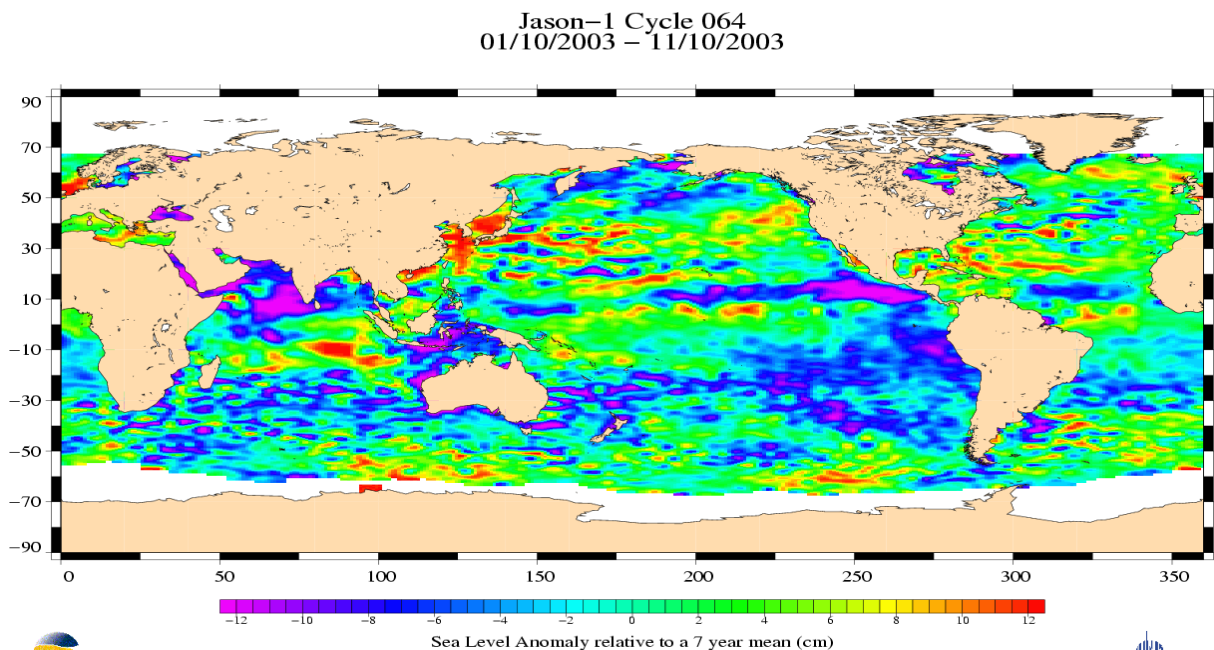 Jason−1 Cycle 064
01/10/2003 − 11/10/2003
90
70
50
30
10
−10
−30
−50
−70
−90
0 50 100 150 200 250 300 350
−12 −10 −8 −6 −4 −2 0 2 4 6 8 10 12
Sea Level Anomaly relative to a 7 year mean (cm)